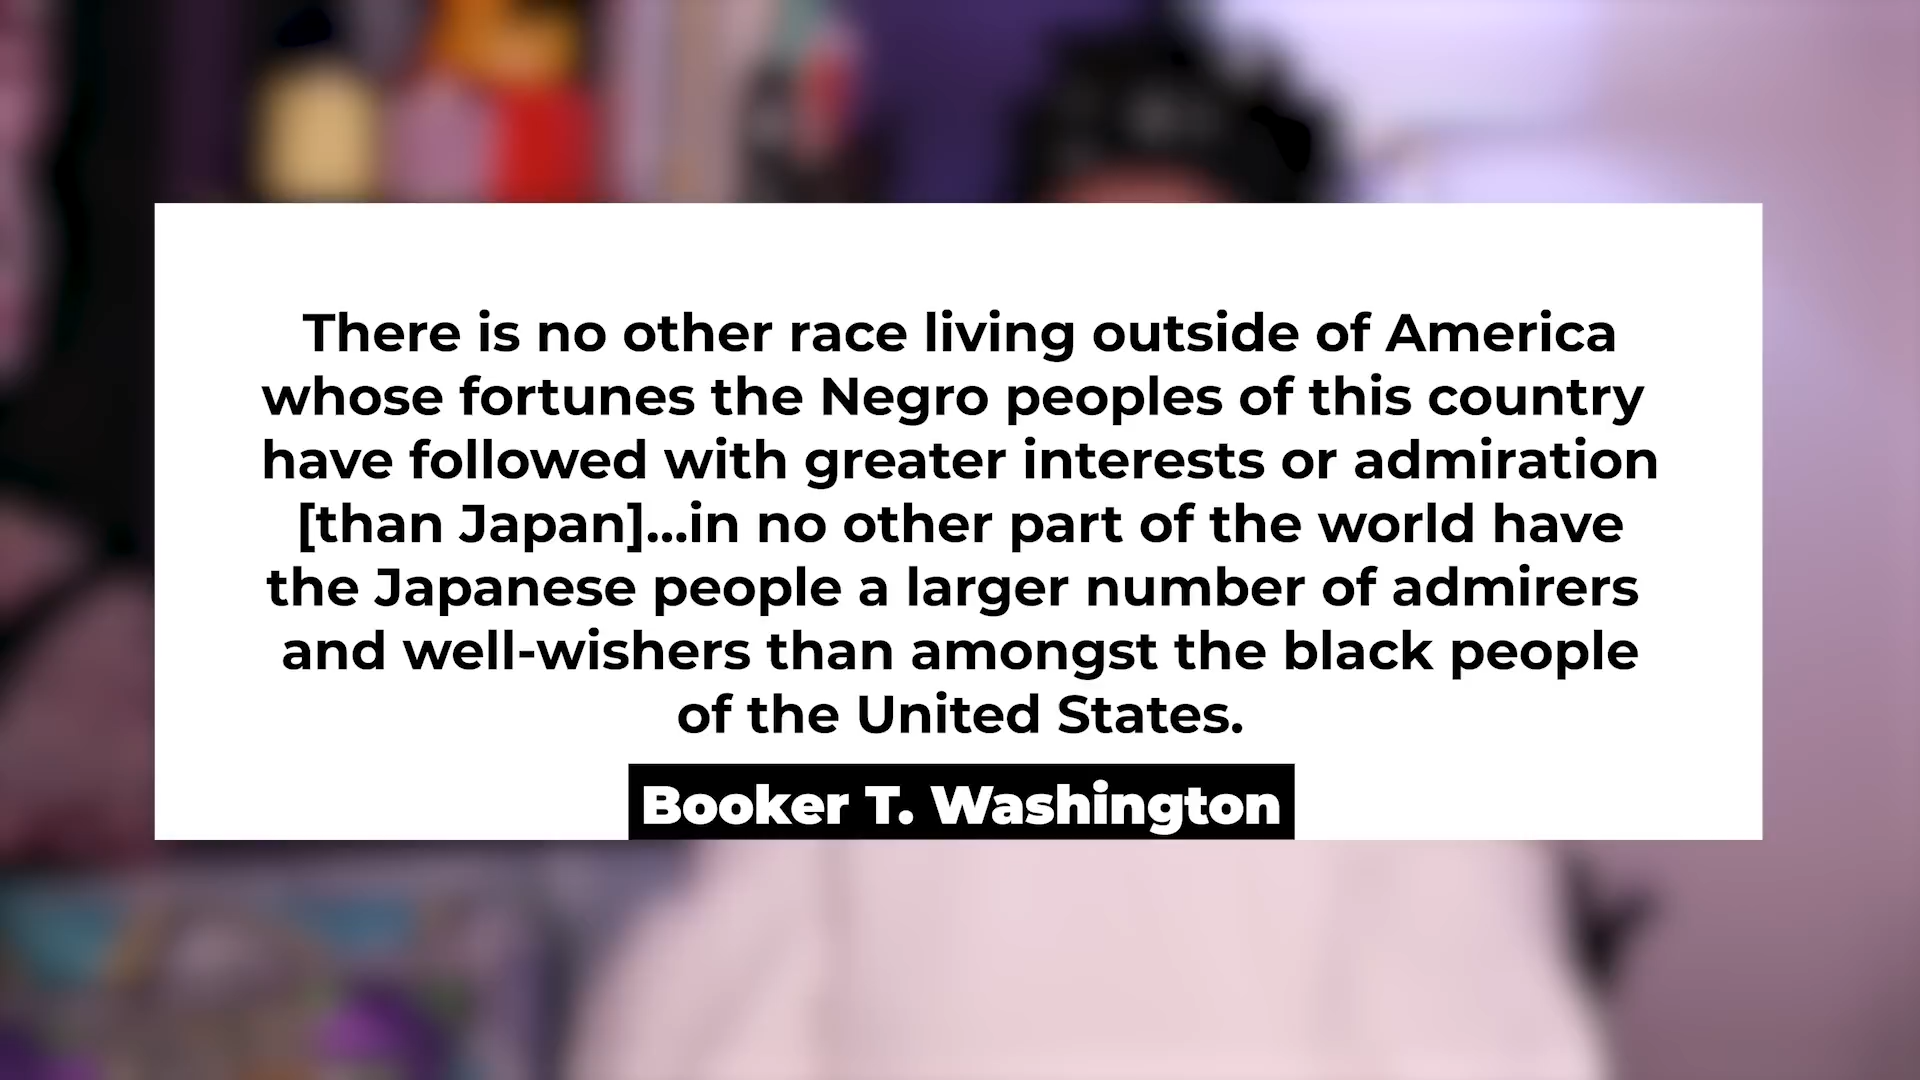 There is no other race living outside of America
whose fortunes the Negro peoples of this country
have followed with greater interests or admiration
[than Japan]...in no other part of the world have
the Japanese people a larger number of admirers
and well-wishers than amongst the black people
of the United States.
Booker T. Washington